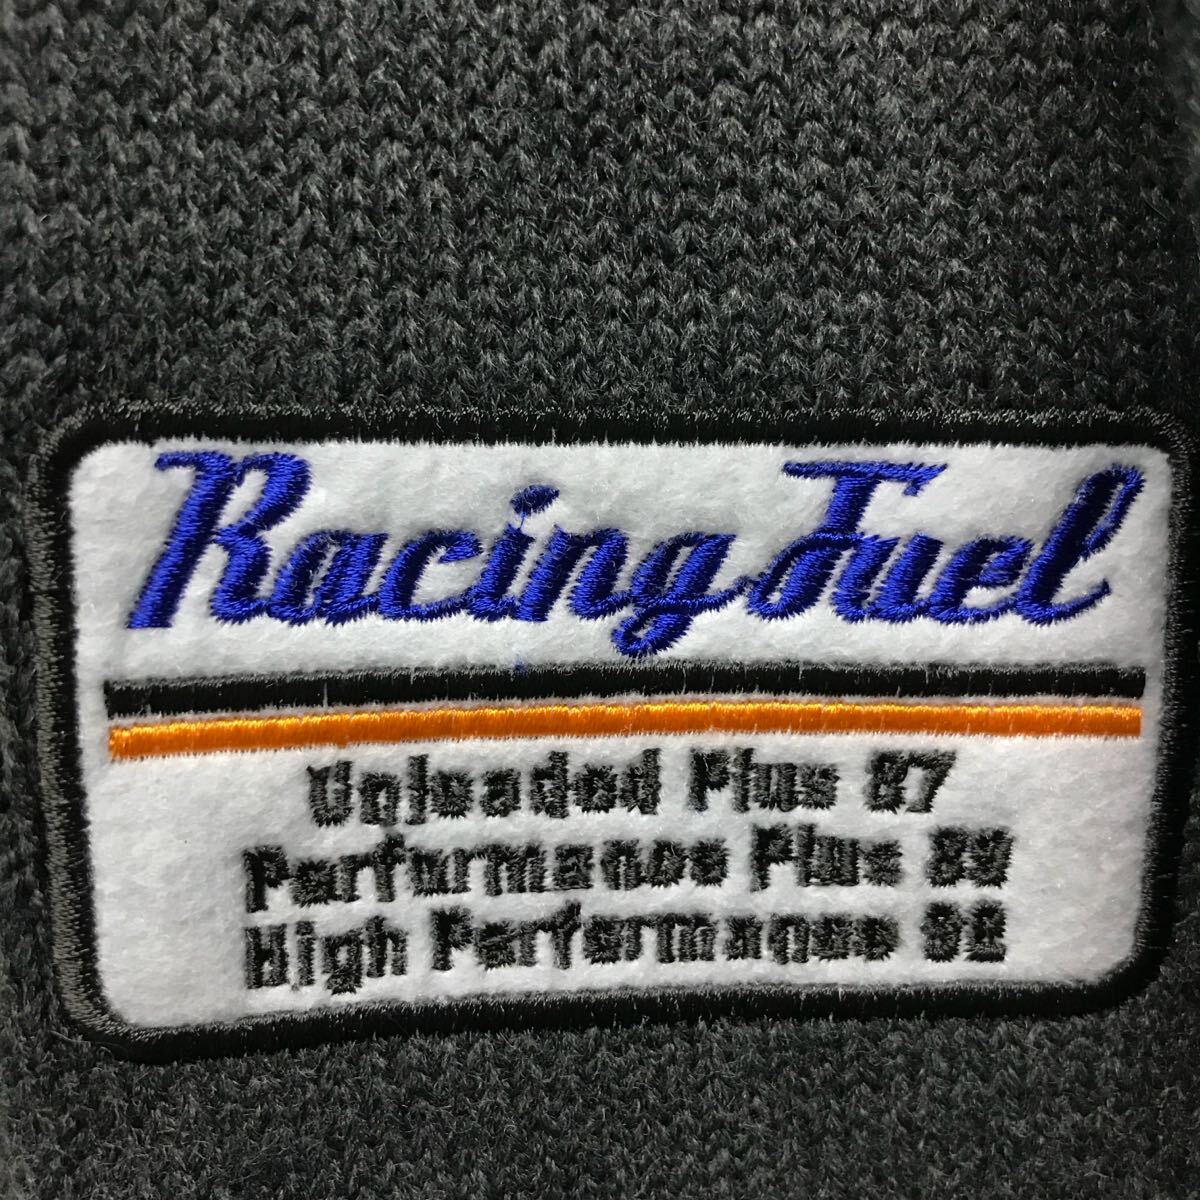 Racing Fuel
Unleaded Plus 87
Performance Plus 89
High Performance 92